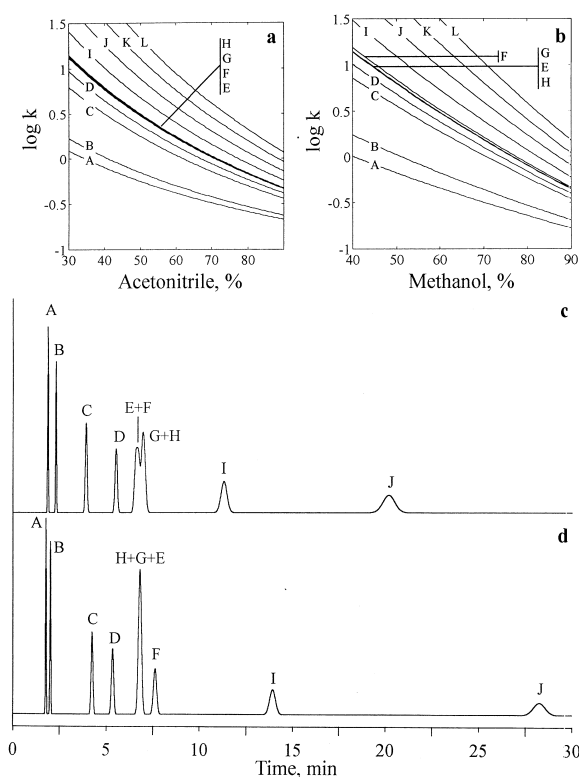 a
1.5
1
0.5
0
-0.5
-1
log k
I
J
K
L
D
C
B
A
H
G
F
E
30
40
50
60
70
80
90
Acetonitrile, %
b
1.5
1
0.5
0
-0.5
-1
log k
I
J
K
L
F
G
E
H
D
C
B
A
40
50
60
70
80
90
Methanol, %
c
A
B
C
D
E+F
G+H
I
J
d
A
B
C
D
H+G+E
F
I
J
0
5
10
15
20
25
30
Time, min